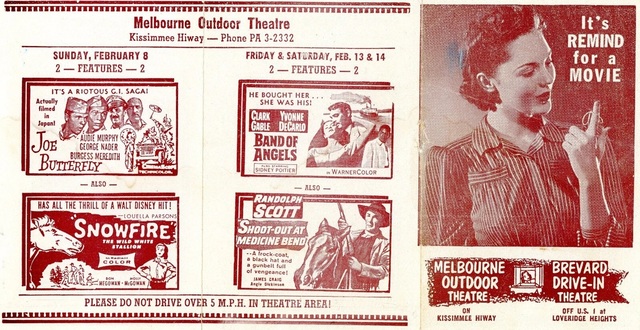 Melbourne Outdoor Theatre
Kissimmee Hiway — Phone PA 3-2332
SUNDAY, FEBRUARY 8
2 — FEATURES — 2
IT'S A RIOTOUS G.I. SAGA!
Actually
filmed
in
Japan!
JOE
BUTTERFLY
AUDIE MURPHY
GEORGE NADER
BURGESS MEREDITH
TECHNICOLOR
— ALSO —
HAS ALL THE THRILL OF A WALT DISNEY HIT!
—LOUELLA PARSONS
SNOWFIRE
THE WILD WHITE
STALLION
COLOR
DON MEGOWAN · MOLLY McGOWAN
FRIDAY & SATURDAY, FEB. 13 & 14
2 — FEATURES — 2
HE BOUGHT HER . . .
SHE WAS HIS!
CLARK GABLE
YVONNE DECARLO
BAND OF
ANGELS
ALSO STARRING
SIDNEY POITIER
IN WARNERCOLOR
— ALSO —
RANDOLPH
SCOTT
SHOOT-OUT AT
MEDICINE BEND
--A frock-coat,
a black hat and
a gunbelt full
of vengeance!
JAMES CRAIG
Angie Dickinson
PLEASE DO NOT DRIVE OVER 5 M.P.H. IN THEATRE AREA!
It's
REMIND
for a
MOVIE
MELBOURNE
OUTDOOR
THEATRE
ON
KISSIMMEE HIWAY
BREVARD
DRIVE-IN
THEATRE
OFF U.S. 1 at
LOVERIDGE HEIGHTS